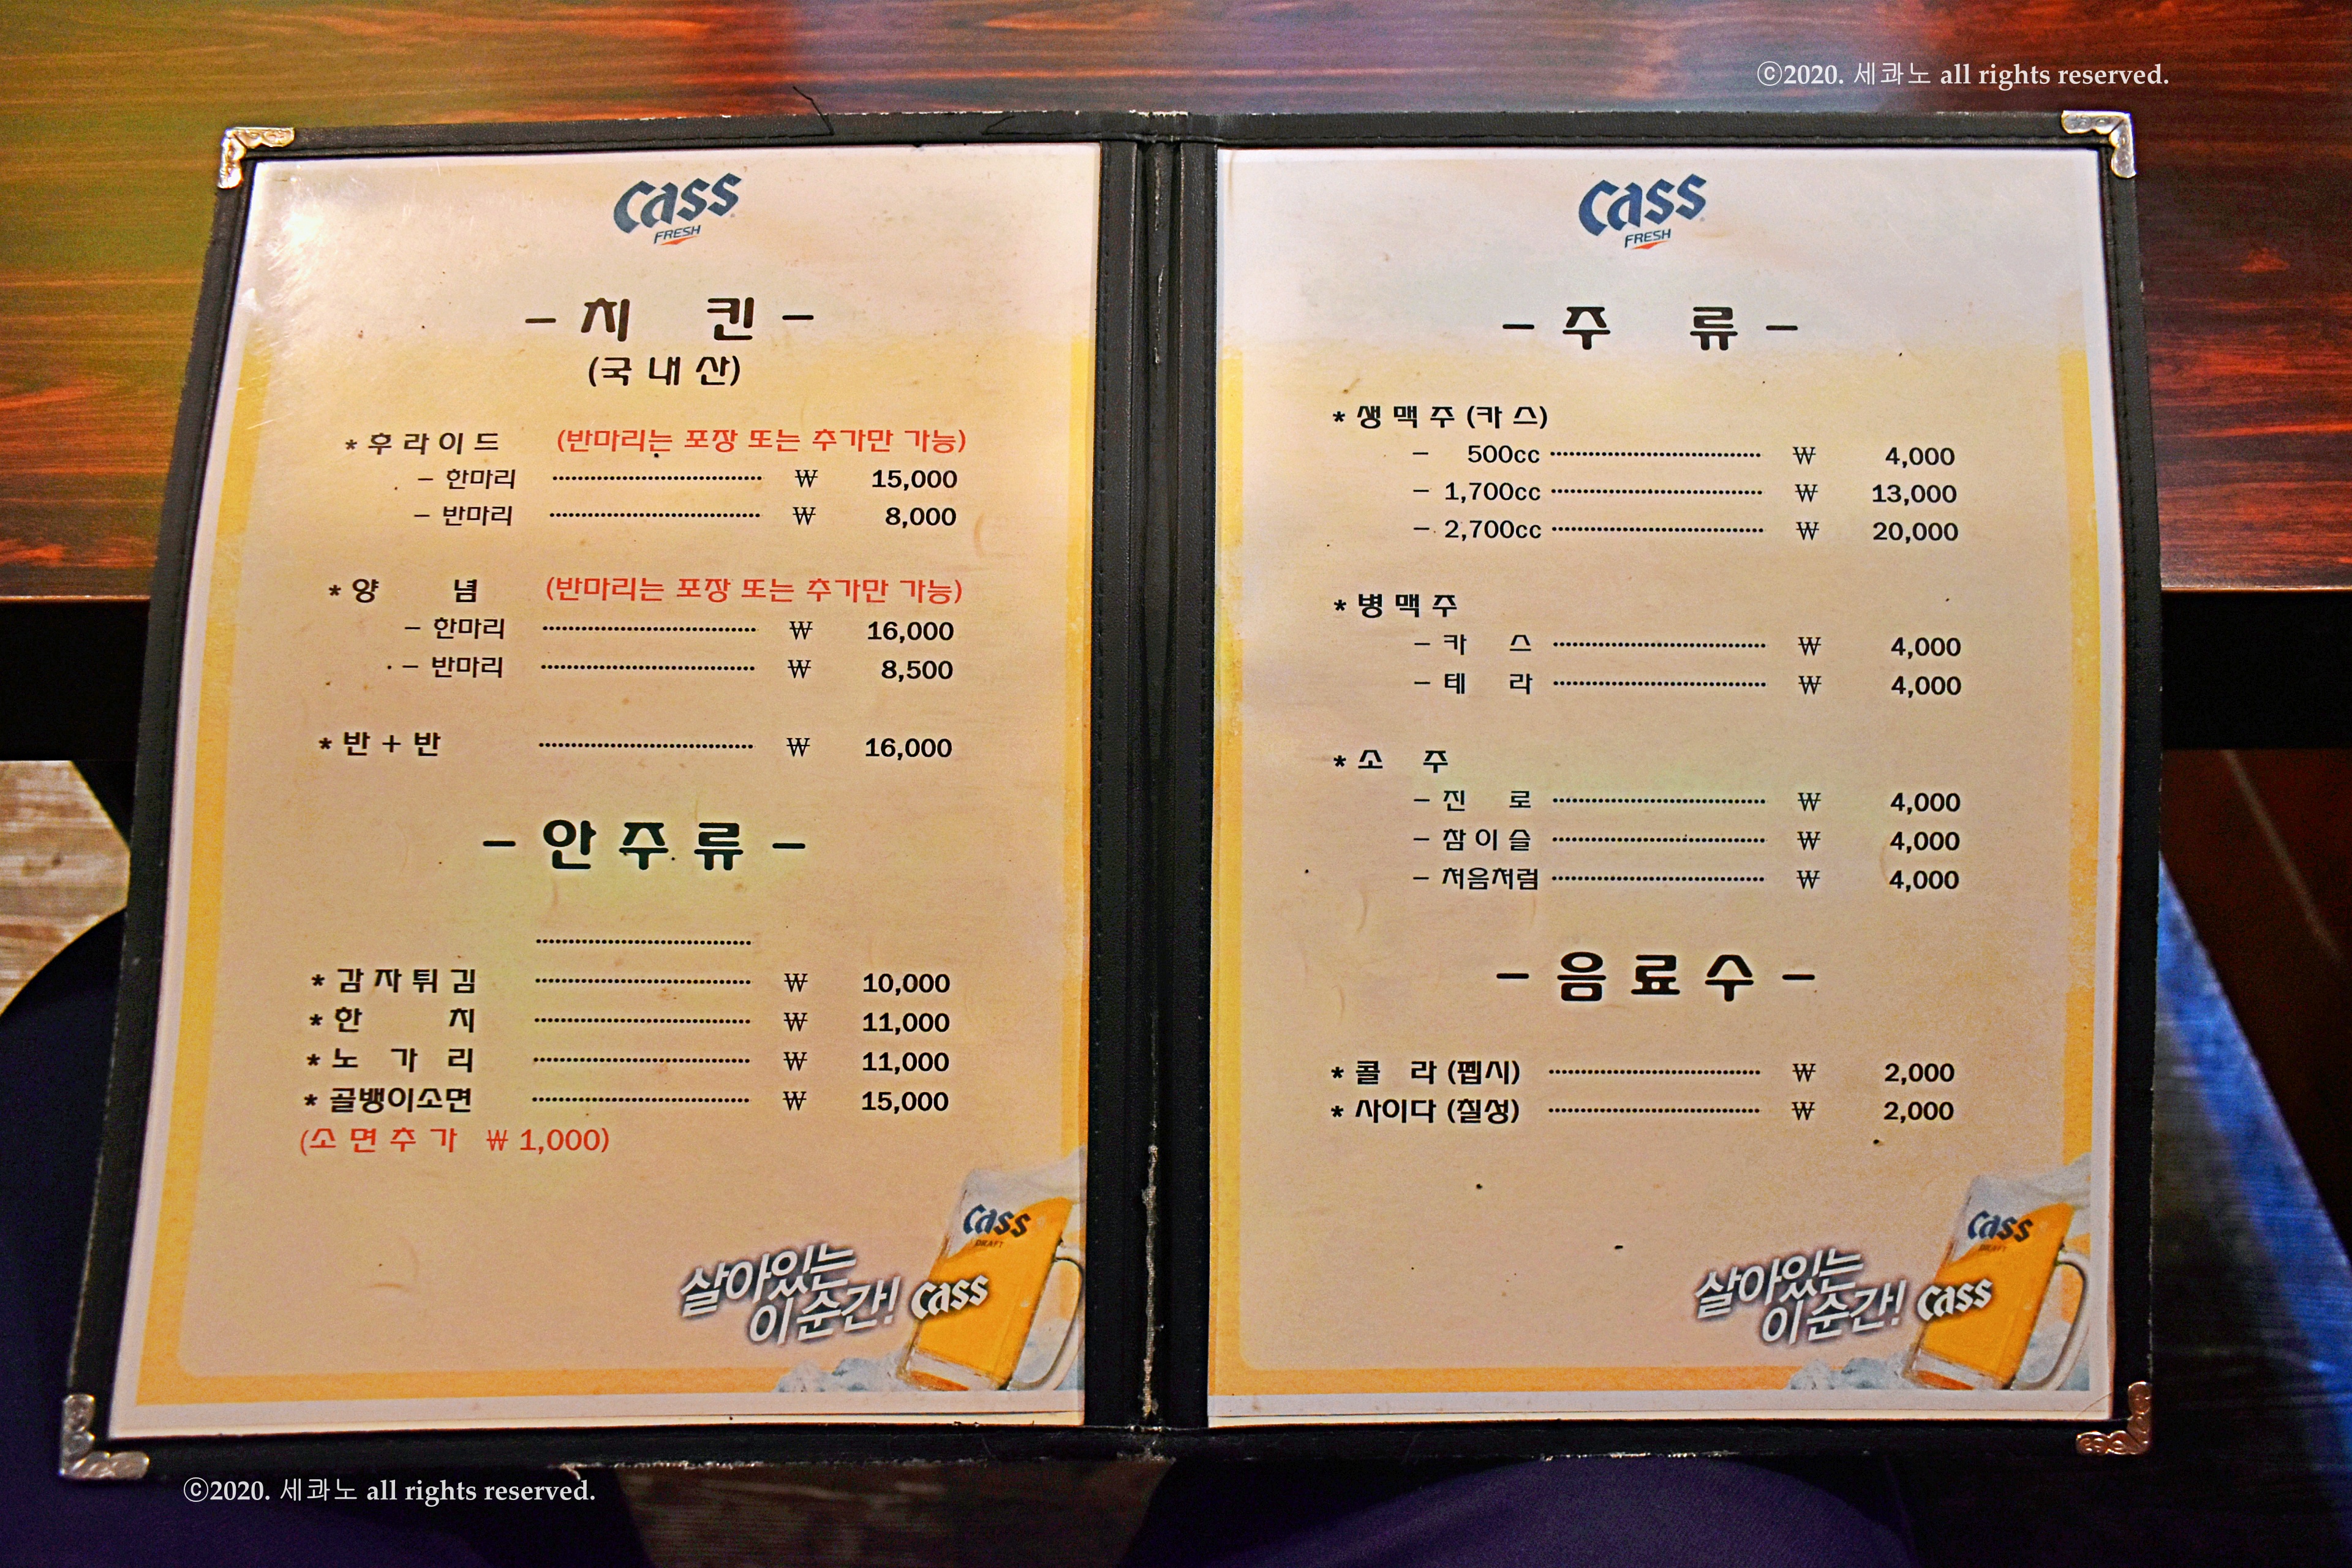 ⓒ2020. 세콰노 all rights reserved.
Cass
FRESH
- 치 킨 -
(국내산)
* 후라이드 (반마리는 포장 또는 추가만 가능)
- 한마리 ₩ 15,000
- 반마리 ₩ 8,000
* 양 념 (반마리는 포장 또는 추가만 가능)
- 한마리 ₩ 16,000
- 반마리 ₩ 8,500
* 반 + 반 ₩ 16,000
- 안주류 -
* 감자튀김 ₩ 10,000
* 한 치 ₩ 11,000
* 노 가 리 ₩ 11,000
* 골뱅이소면 ₩ 15,000
(소면추가 ₩ 1,000)
Cass
DRAFT
살아있는
이 순간! Cass
Cass
FRESH
- 주 류 -
* 생맥주 (카스)
- 500cc ₩ 4,000
- 1,700cc ₩ 13,000
- 2,700cc ₩ 20,000
* 병맥주
- 카 스 ₩ 4,000
- 테 라 ₩ 4,000
* 소 주
- 진 로 ₩ 4,000
- 참이슬 ₩ 4,000
- 처음처럼 ₩ 4,000
- 음료수 -
* 콜 라 (펩시) ₩ 2,000
* 사이다 (칠성) ₩ 2,000
Cass
DRAFT
살아있는
이 순간! Cass
ⓒ2020. 세콰노 all rights reserved.